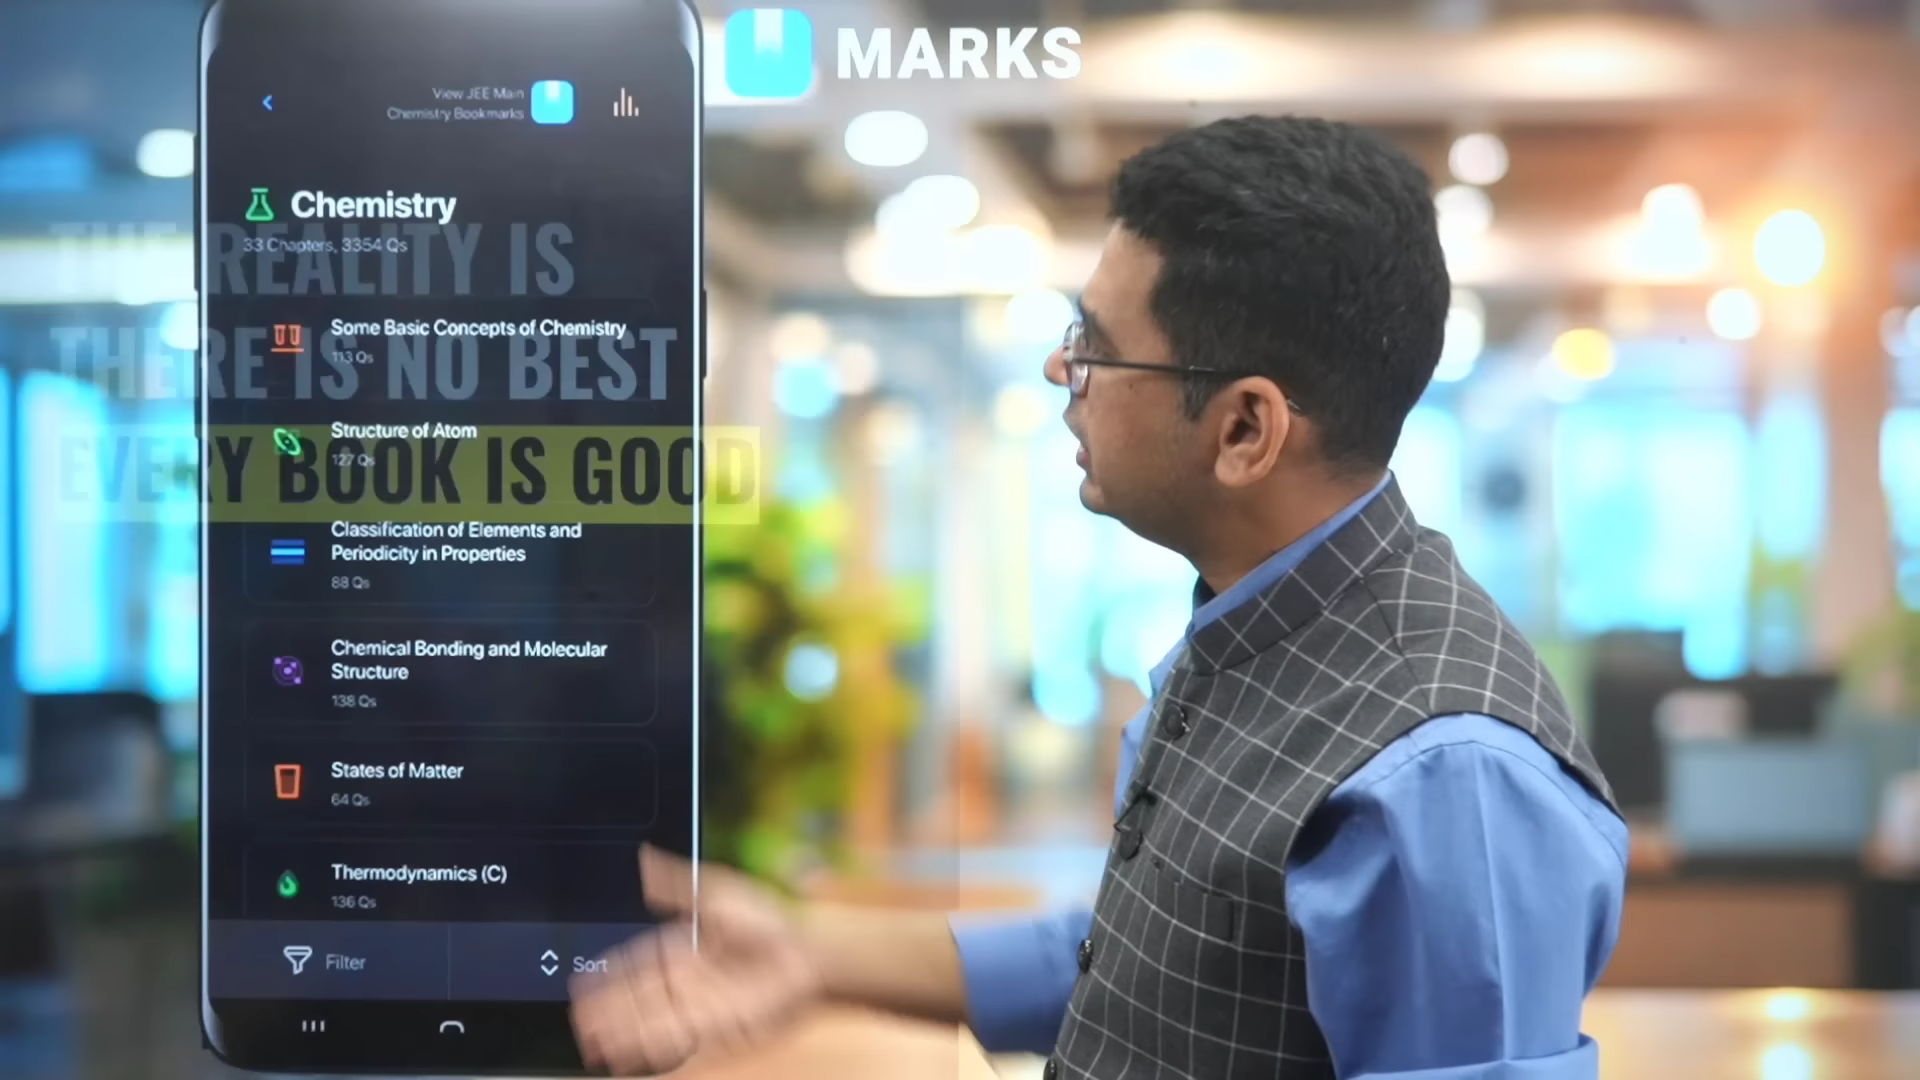 MARKS
View JEE Main
Chemistry Bookmarks
Chemistry
33 Chapters, 3354 Qs
THE REALITY IS
Some Basic Concepts of Chemistry
113 Qs
THERE IS NO BEST
Structure of Atom
127 Qs
EVERY BOOK IS GOOD
Classification of Elements and
Periodicity in Properties
88 Qs
Chemical Bonding and Molecular
Structure
138 Qs
States of Matter
64 Qs
Thermodynamics (C)
136 Qs
Filter
Sort